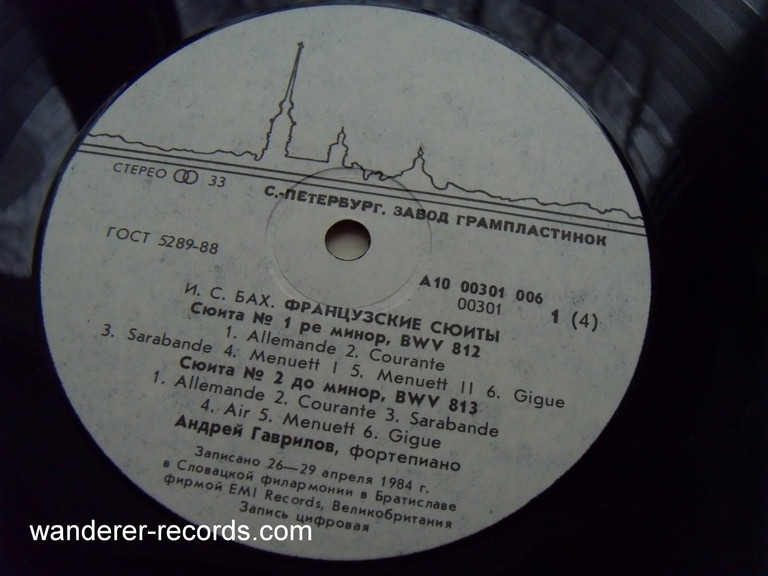 СТЕРЕО 33
С.-ПЕТЕРБУРГ. ЗАВОД ГРАМПЛАСТИНОК
ГОСТ 5289-88
А10 00301 006
00301
1 (4)
И. С. БАХ. ФРАНЦУЗСКИЕ СЮИТЫ
Сюита № 1 ре минор, BWV 812
1. Allemande 2. Courante
3. Sarabande 4. Menuett I 5. Menuett II 6. Gigue
Сюита № 2 до минор, BWV 813
1. Allemande 2. Courante 3. Sarabande
4. Air 5. Menuett 6. Gigue
Андрей Гаврилов, фортепиано
Записано 26—29 апреля 1984 г.
в Словацкой филармонии в Братиславе
фирмой EMI Records, Великобритания
Запись цифровая
wanderer-records.com